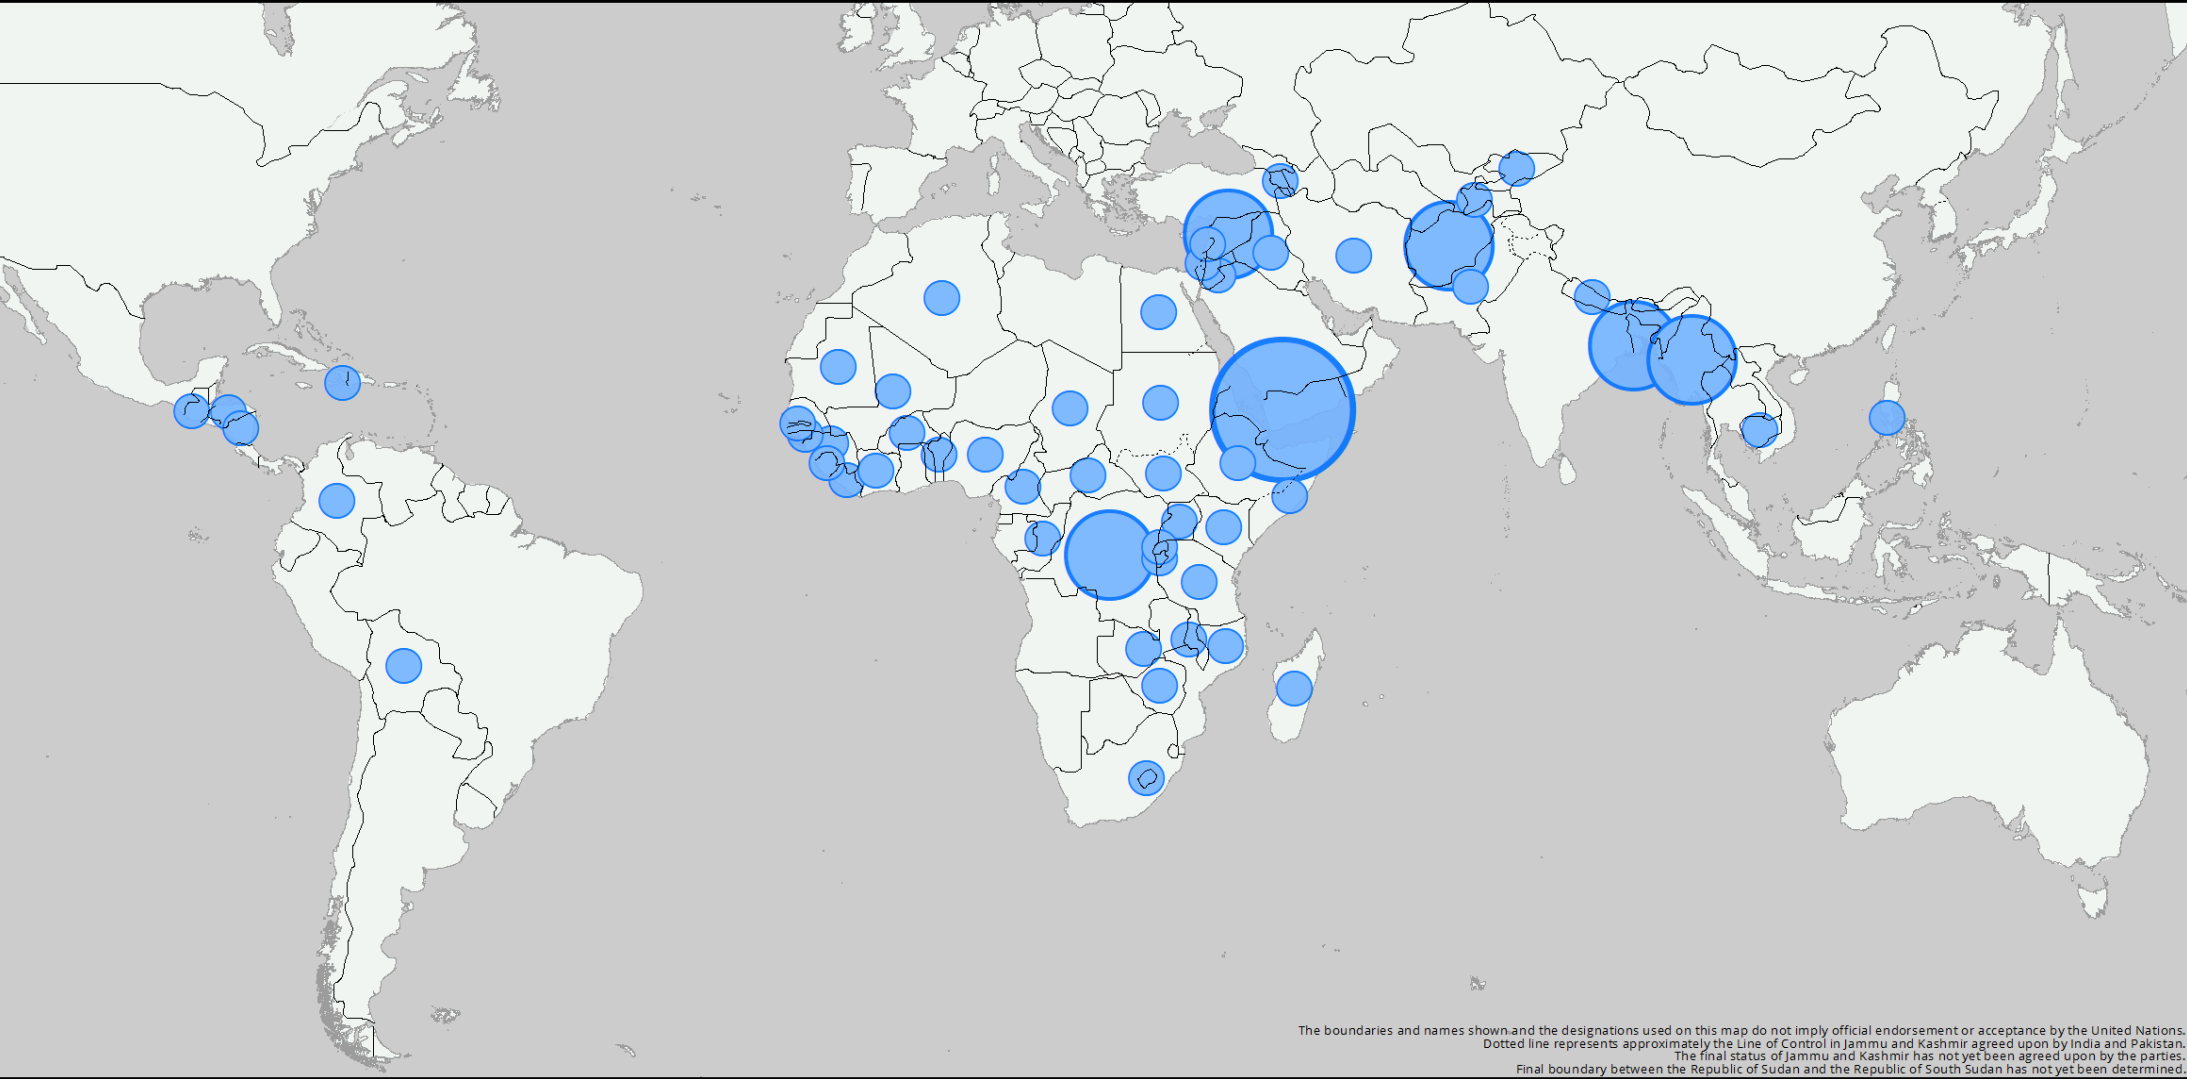 The boundaries and names shown and the designations used on this map do not imply official endorsement or acceptance by the United Nations.
Dotted line represents approximately the Line of Control in Jammu and Kashmir agreed upon by India and Pakistan.
The final status of Jammu and Kashmir has not yet been agreed upon by the parties.
Final boundary between the Republic of Sudan and the Republic of South Sudan has not yet been determined.